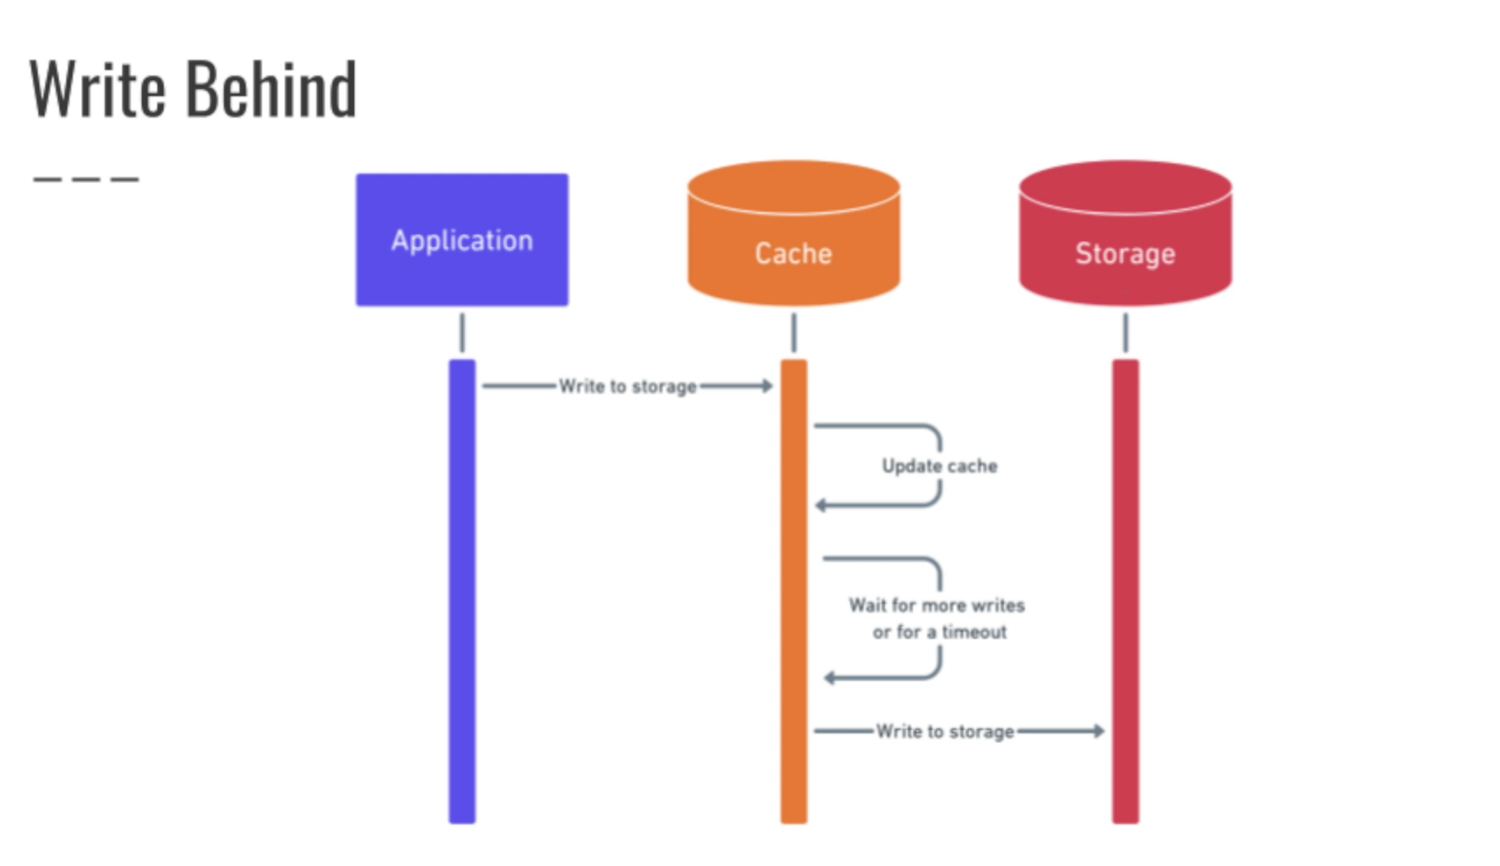 Write Behind
Application
Cache
Storage
Write to storage
Update cache
Wait for more writes
or for a timeout
Write to storage